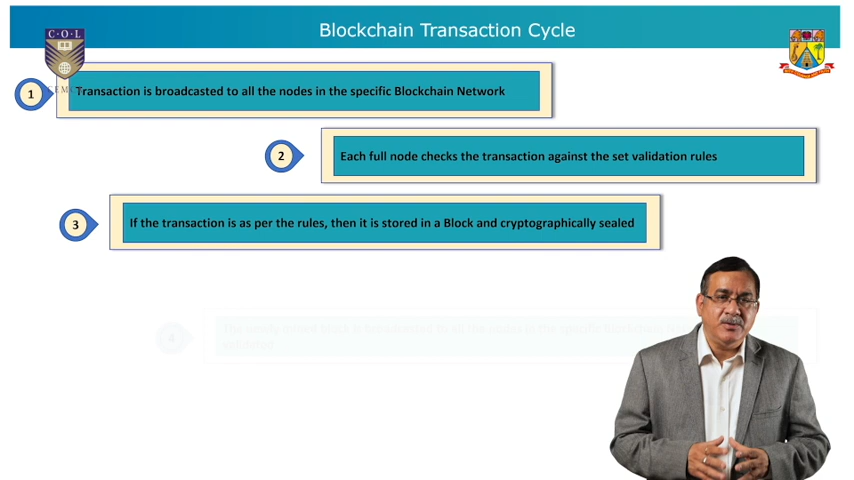 Blockchain Transaction Cycle
C·O·L
1
Transaction is broadcasted to all the nodes in the specific Blockchain Network
2
Each full node checks the transaction against the set validation rules
3
If the transaction is as per the rules, then it is stored in a Block and cryptographically sealed
4